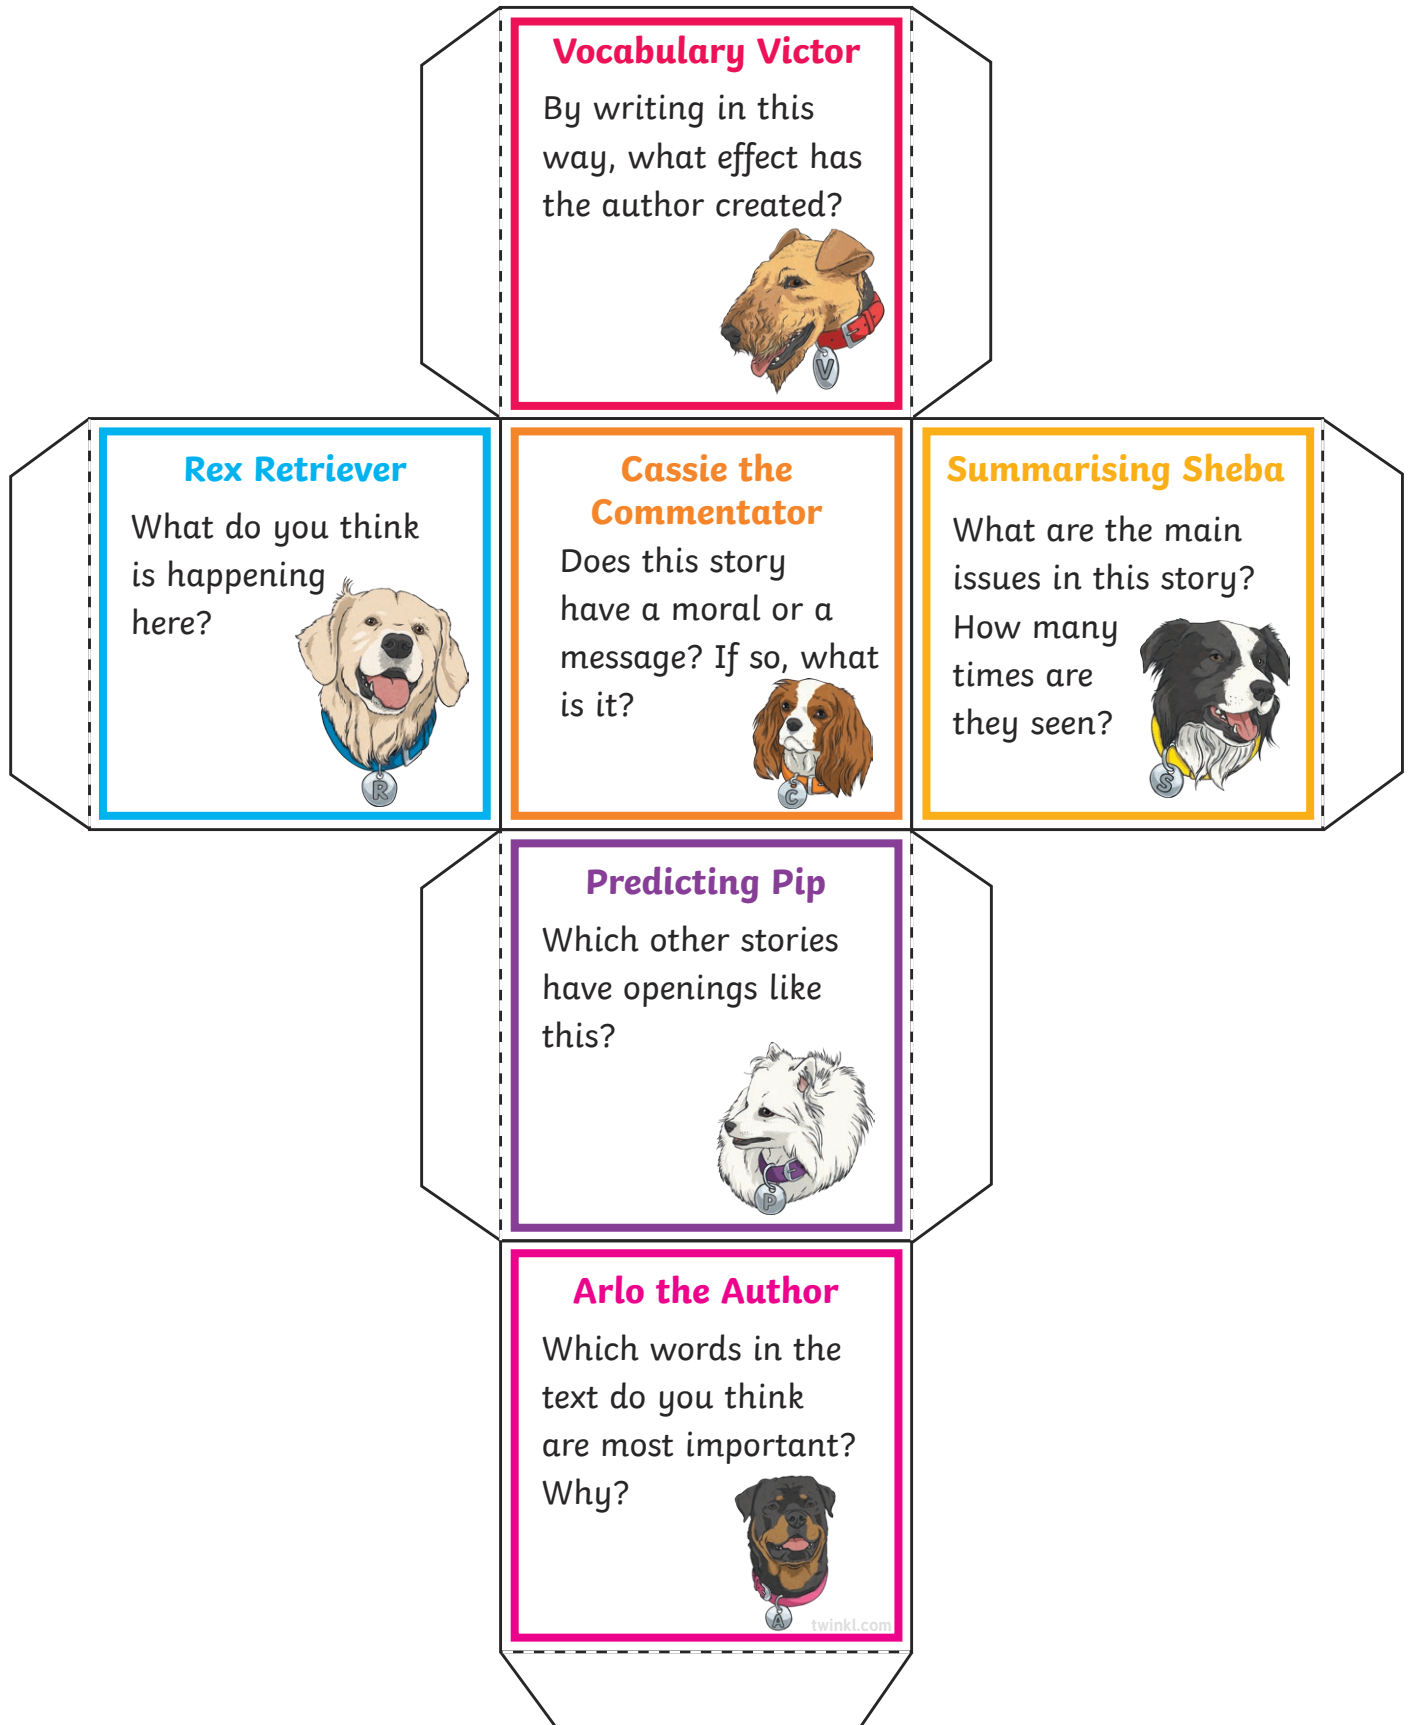 Vocabulary Victor
By writing in this
way, what effect has
the author created?
V
Rex Retriever
What do you think
is happening
here?
R
Cassie the
Commentator
Does this story
have a moral or a
message? If so, what
is it?
C
Summarising Sheba
What are the main
issues in this story?
How many
times are
they seen?
S
Predicting Pip
Which other stories
have openings like
this?
P
Arlo the Author
Which words in the
text do you think
are most important?
Why?
A
twinkl.com